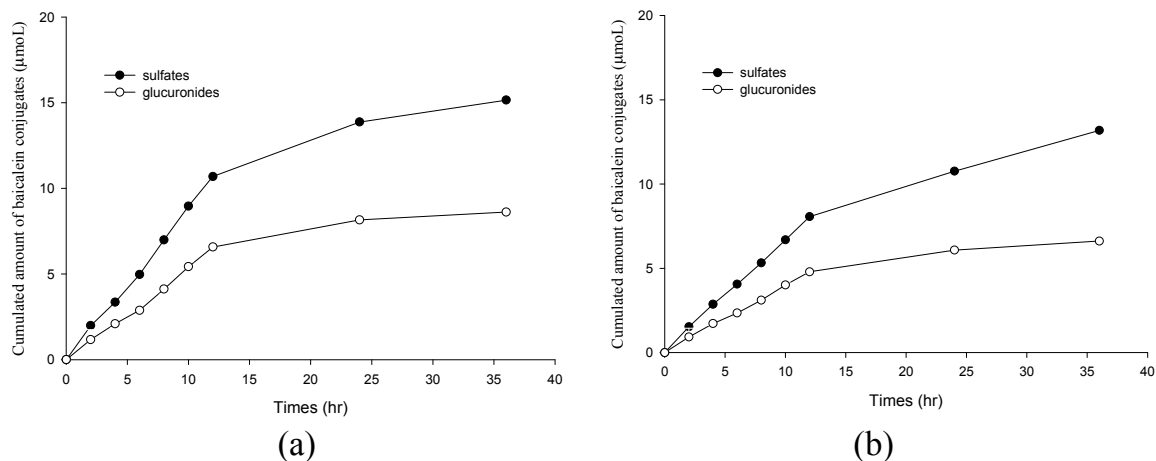 Cumulated amount of baicalein conjugates (μmoL)
20
15
10
5
0
sulfates
glucuronides
0 5 10 15 20 25 30 35 40
Times (hr)
(a)
Cumulated amount of baicalein conjugates (μmoL)
20
15
10
5
0
sulfates
glucuronides
0 5 10 15 20 25 30 35 40
Times (hr)
(b)